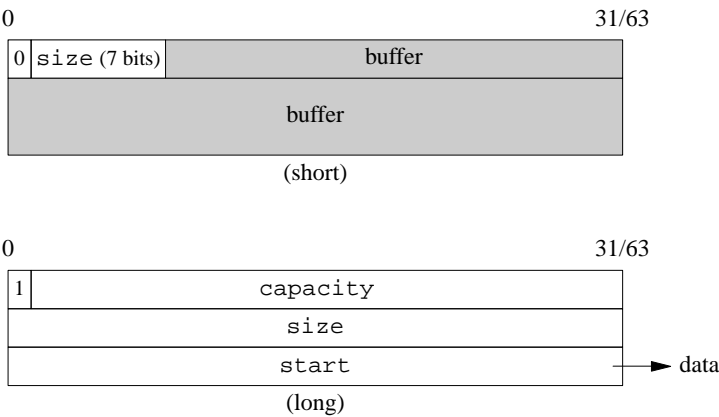 0 31/63
0 size (7 bits) buffer
buffer
(short)
0 31/63
1 capacity
size
start data
(long)